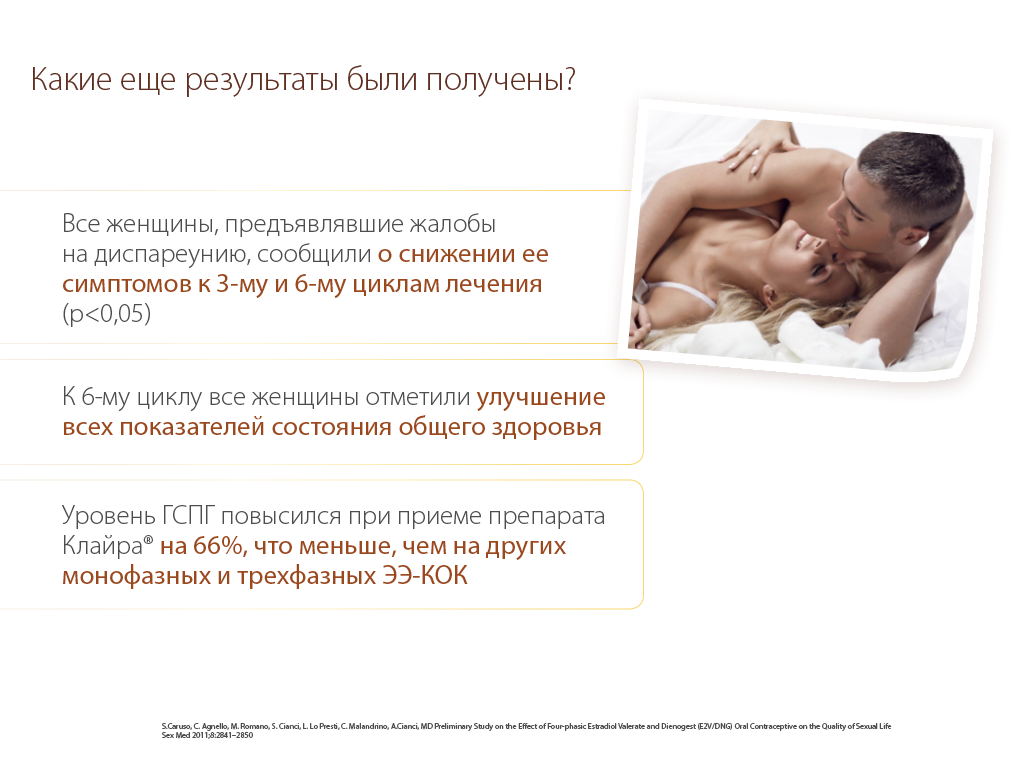 Какие еще результаты были получены?
Все женщины, предъявлявшие жалобы
на диспареунию, сообщили о снижении ее
симптомов к 3-му и 6-му циклам лечения
(p<0,05)
К 6-му циклу все женщины отметили улучшение
всех показателей состояния общего здоровья
Уровень ГСПГ повысился при приеме препарата
Клайра® на 66%, что меньше, чем на других
монофазных и трехфазных ЭЭ-КОК
S.Caruso, C. Agnello, M. Romano, S. Cianci, L. Lo Presti, C. Malandrino, A.Cianci, MD Preliminary Study on the Effect of Four-phasic Estradiol Valerate and Dienogest (E2V/DNG) Oral Contraceptive on the Quality of Sexual Life
Sex Med 2011;8:2841–2850